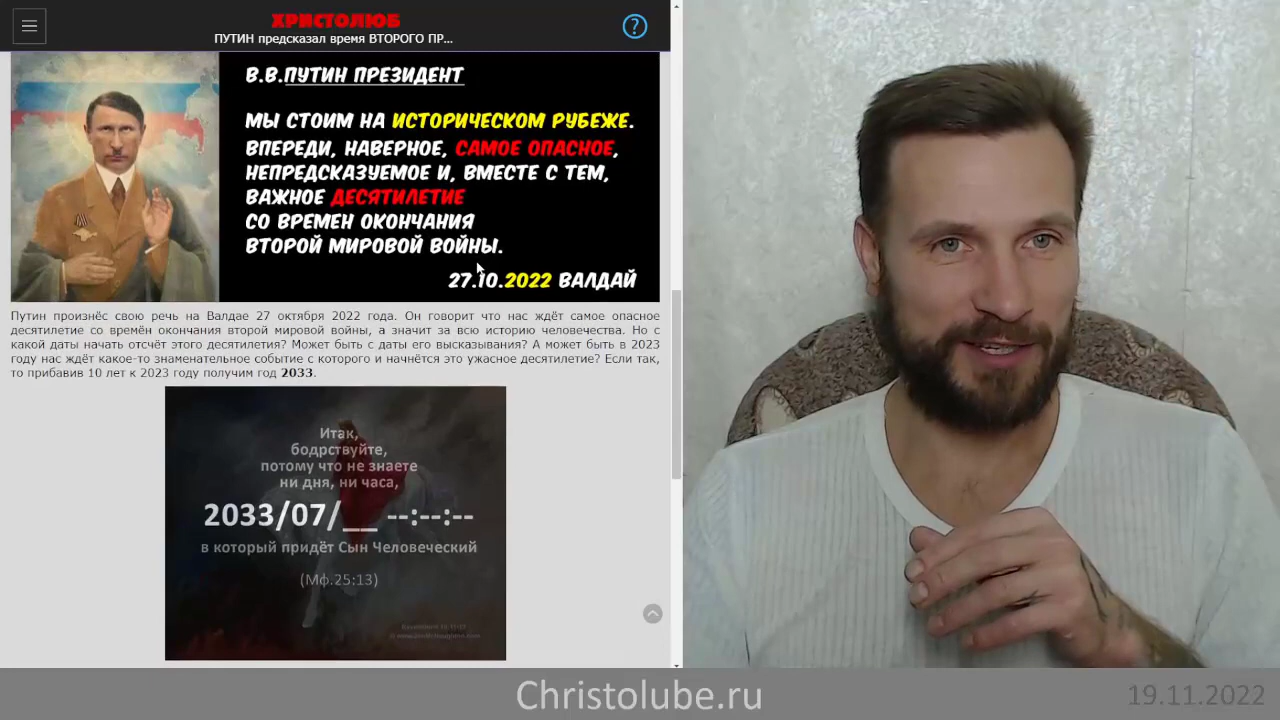 ХРИСТОЛЮБ
ПУТИН предсказал время ВТОРОГО ПР...
?
В.В.ПУТИН ПРЕЗИДЕНТ
МЫ СТОИМ НА ИСТОРИЧЕСКОМ РУБЕЖЕ.
ВПЕРЕДИ, НАВЕРНОЕ, САМОЕ ОПАСНОЕ,
НЕПРЕДСКАЗУЕМОЕ И, ВМЕСТЕ С ТЕМ,
ВАЖНОЕ ДЕСЯТИЛЕТИЕ
СО ВРЕМЕН ОКОНЧАНИЯ
ВТОРОЙ МИРОВОЙ ВОЙНЫ.
27.10.2022 ВАЛДАЙ
Путин произнёс свою речь на Валдае 27 октября 2022 года. Он говорит что нас ждёт самое опасное
десятилетие со времён окончания второй мировой войны, а значит за всю историю человечества. Но с
какой даты начать отсчёт этого десятилетия? Может быть с даты его высказывания? А может быть в 2023
году нас ждёт какое-то знаменательное событие с которого и начнётся это ужасное десятилетие? Если так,
то прибавив 10 лет к 2023 году получим год 2033.
Итак,
бодрствуйте,
потому что не знаете
ни дня, ни часа,
2033/07/__ --:--:--
в который придёт Сын Человеческий
(Мф.25:13)
Christolube.ru
19.11.2022